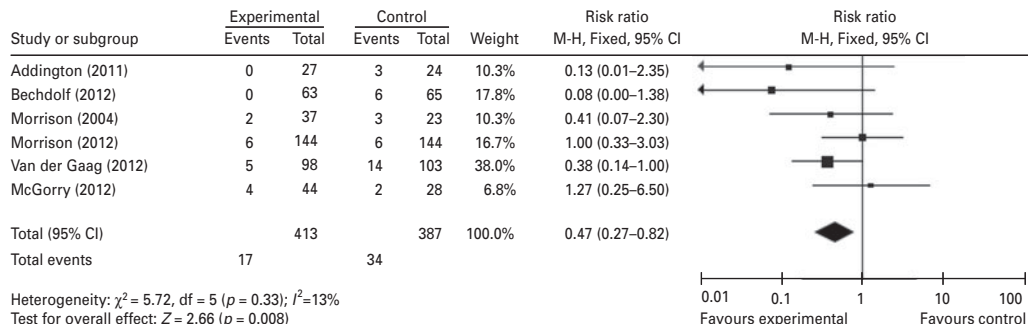 Experimental Control Risk ratio Risk ratio
Study or subgroup Events Total Events Total Weight M-H, Fixed, 95% CI M-H, Fixed, 95% CI
Addington (2011) 0 27 3 24 10.3% 0.13 (0.01–2.35)
Bechdolf (2012) 0 63 6 65 17.8% 0.08 (0.00–1.38)
Morrison (2004) 2 37 3 23 10.3% 0.41 (0.07–2.30)
Morrison (2012) 6 144 6 144 16.7% 1.00 (0.33–3.03)
Van der Gaag (2012) 5 98 14 103 38.0% 0.38 (0.14–1.00)
McGorry (2012) 4 44 2 28 6.8% 1.27 (0.25–6.50)
Total (95% CI) 413 387 100.0% 0.47 (0.27–0.82)
Total events 17 34
Heterogeneity: χ² = 5.72, df = 5 (p = 0.33); I²=13%
Test for overall effect: Z = 2.66 (p = 0.008)
0.01 0.1 1 10 100
Favours experimental Favours control